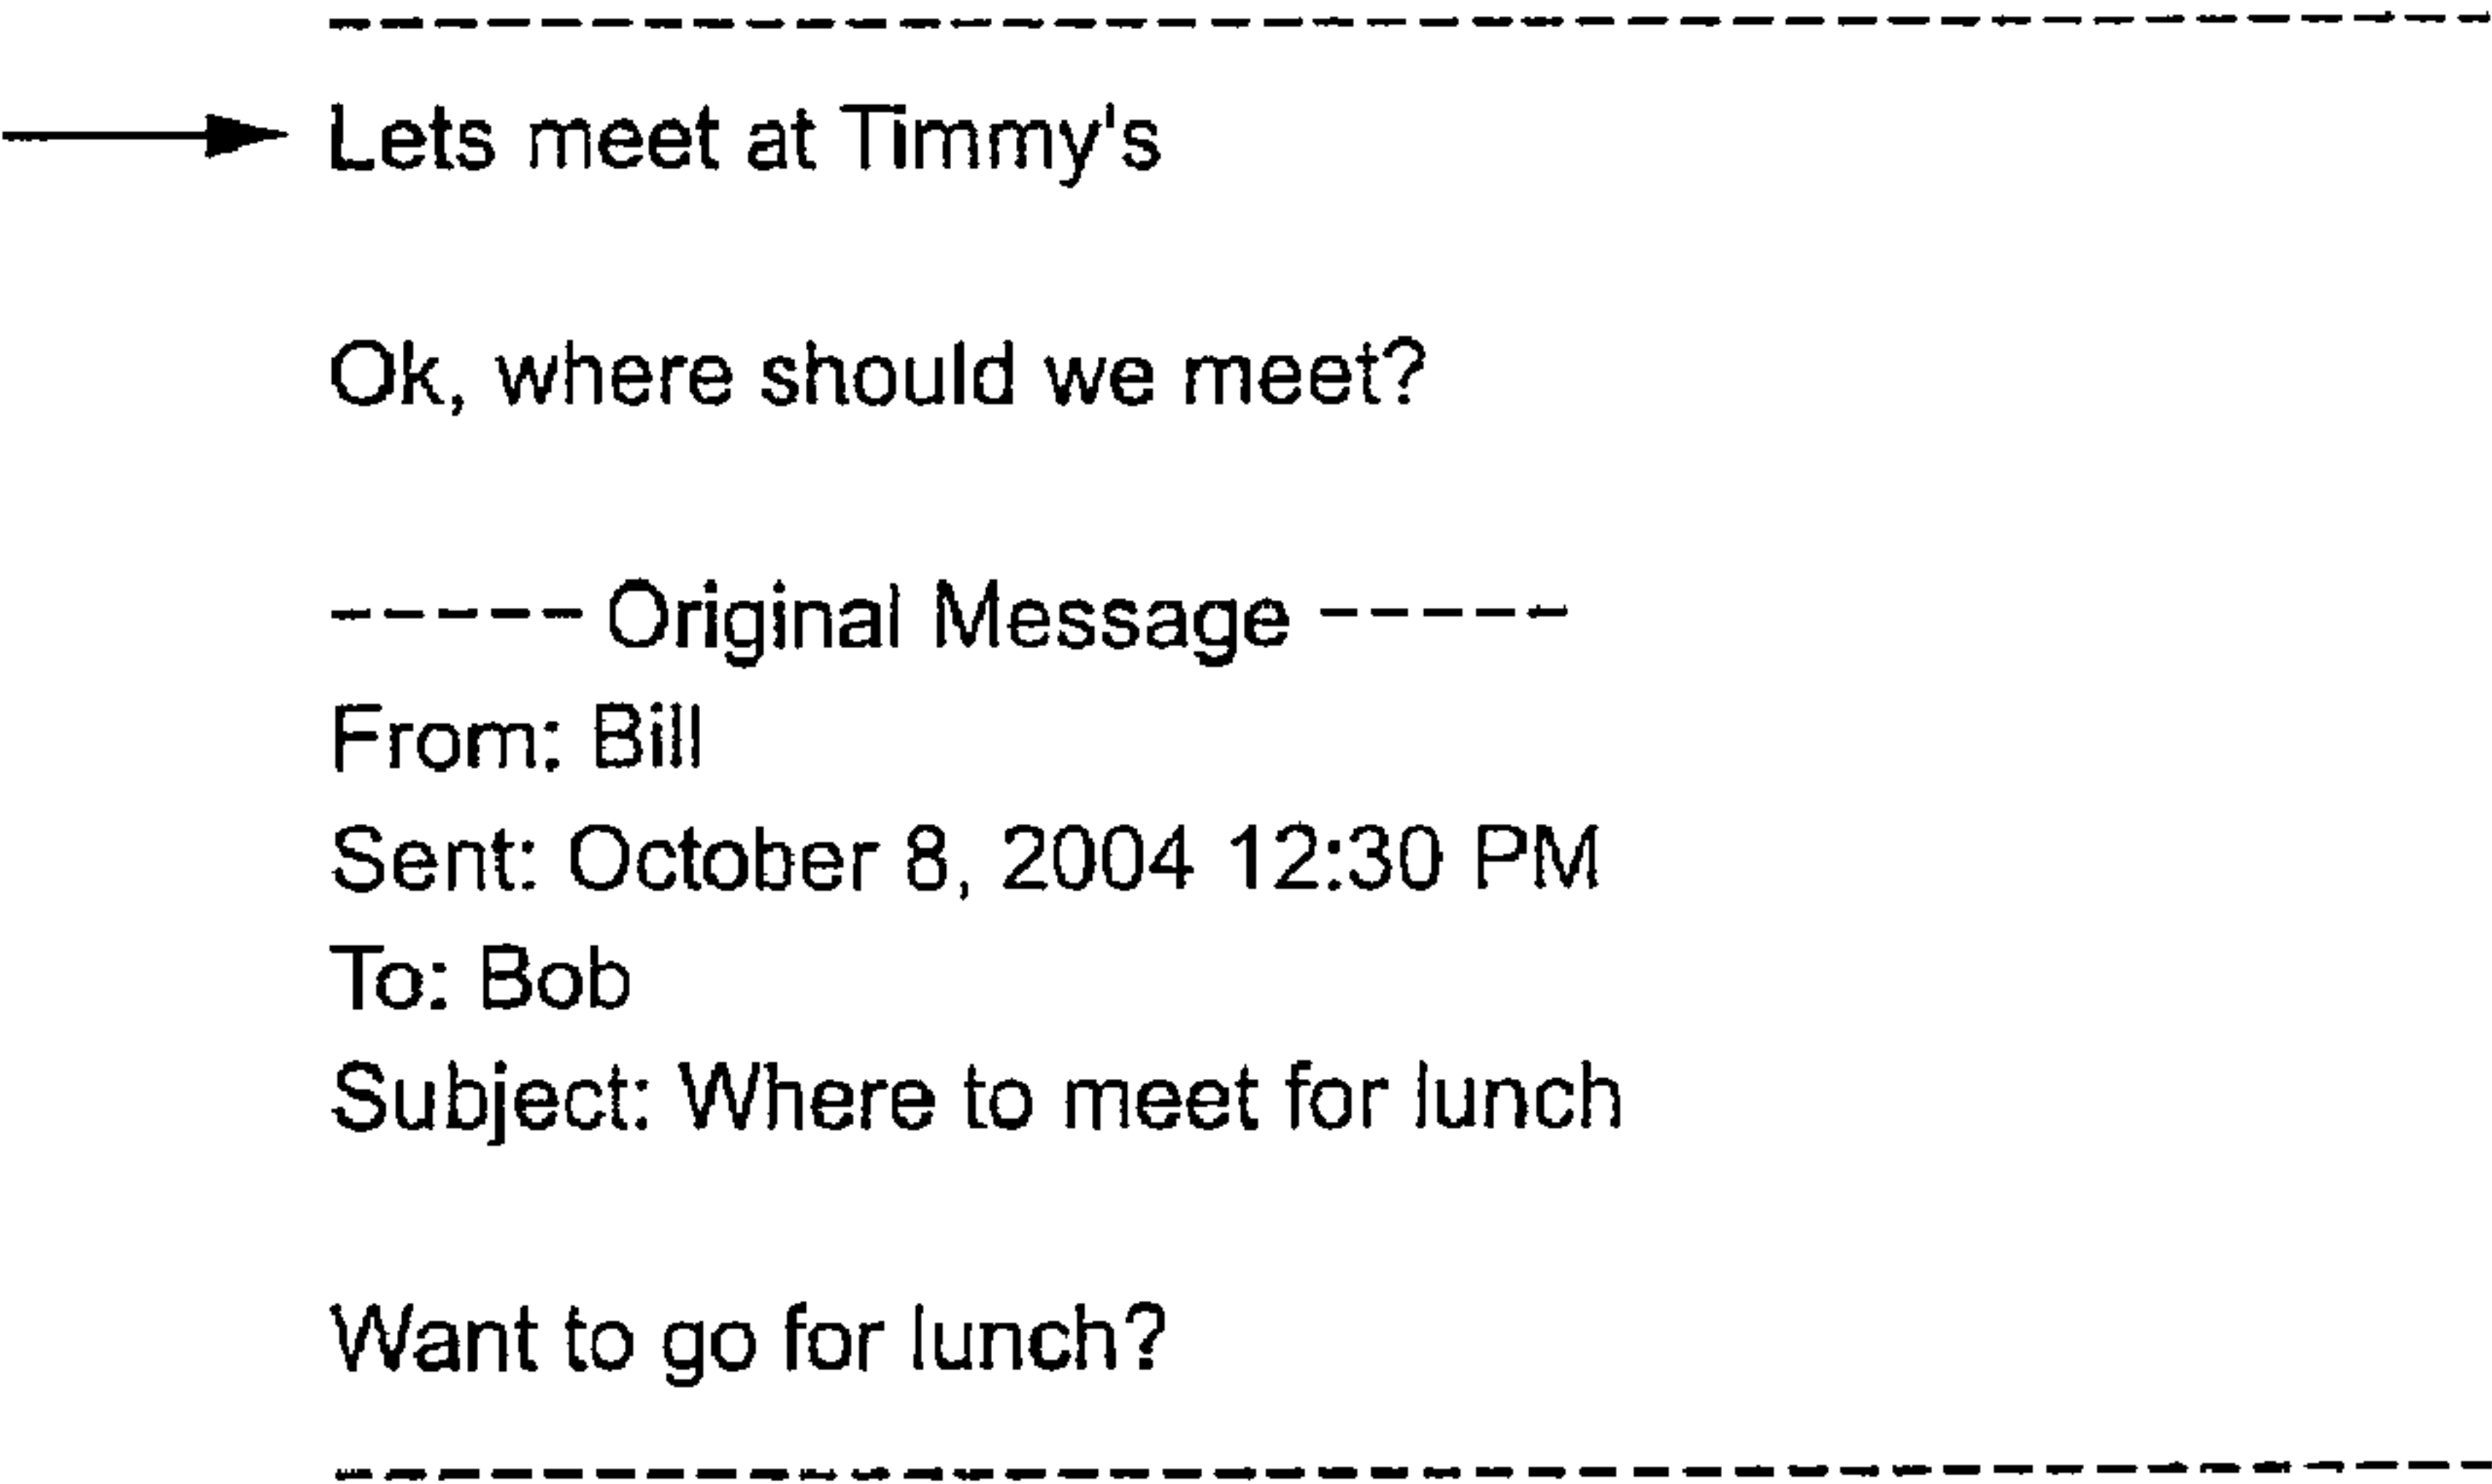 Lets meet at Timmy's
Ok, where should we meet?
----- Original Message -----
From: Bill
Sent: October 8, 2004 12:30 PM
To: Bob
Subject: Where to meet for lunch
Want to go for lunch?